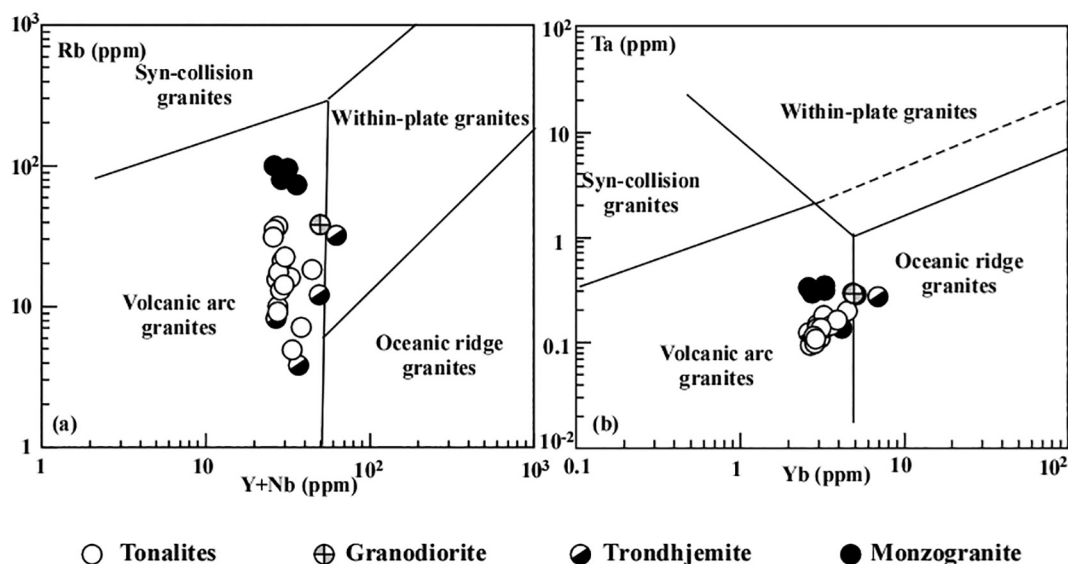 10³
Rb (ppm)
Syn-collision
granites
Within-plate granites
10²
Volcanic arc
granites
10
Oceanic ridge
granites
(a)
1
1
10
10²
10³
Y+Nb (ppm)
10²
Ta (ppm)
Within-plate granites
10
Syn-collision
granites
1
Oceanic ridge
granites
Volcanic arc
granites
0.1
(b)
10⁻²
0.1
1
10
10²
Yb (ppm)
Tonalites
Granodiorite
Trondhjemite
Monzogranite